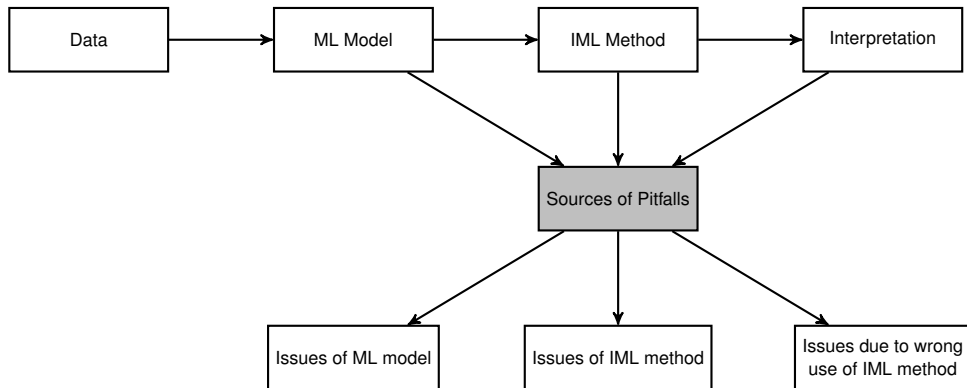 Data
ML Model
IML Method
Interpretation
Sources of Pitfalls
Issues of ML model
Issues of IML method
Issues due to wrong
use of IML method